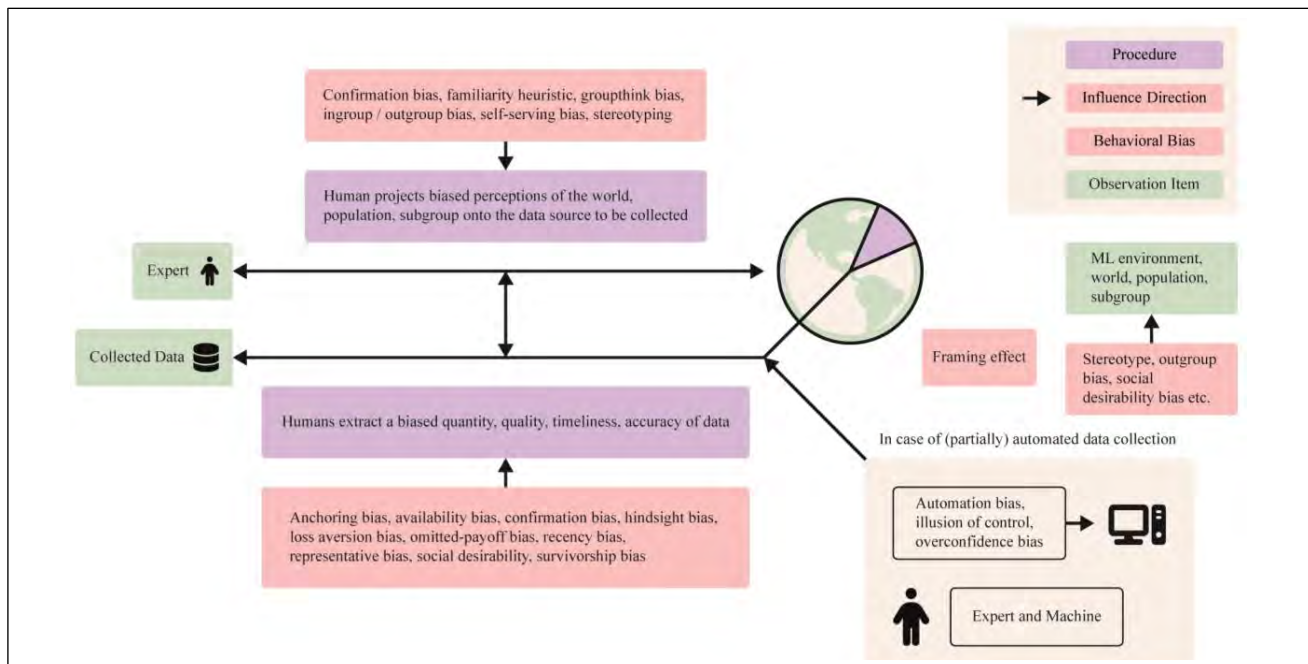 Confirmation bias, familiarity heuristic, groupthink bias,
ingroup / outgroup bias, self-serving bias, stereotyping
Human projects biased perceptions of the world,
population, subgroup onto the data source to be collected
Procedure
Influence Direction
Behavioral Bias
Observation Item
Expert
Collected Data
ML environment,
world, population,
subgroup
Framing effect
Stereotype, outgroup
bias, social
desirability bias etc.
Humans extract a biased quantity, quality, timeliness, accuracy of data
Anchoring bias, availability bias, confirmation bias, hindsight bias,
loss aversion bias, omitted-payoff bias, recency bias,
representative bias, social desirability, survivorship bias
In case of (partially) automated data collection
Automation bias,
illusion of control,
overconfidence bias
Expert and Machine